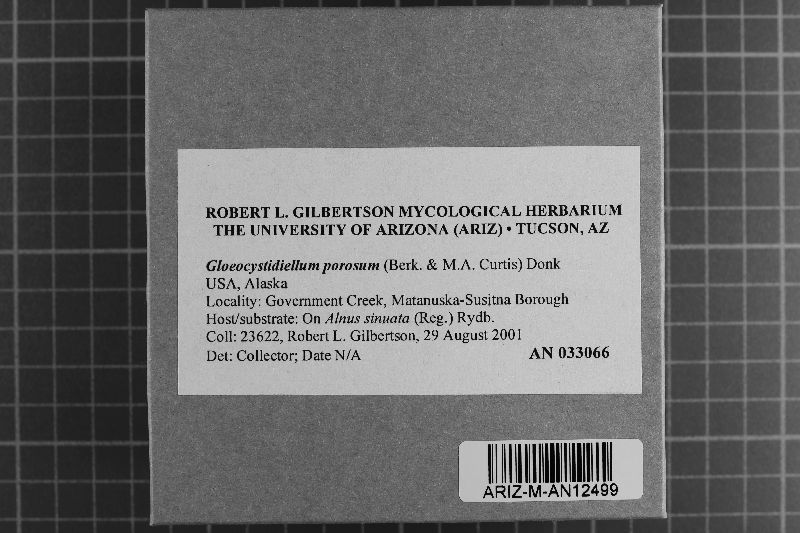 ROBERT L. GILBERTSON MYCOLOGICAL HERBARIUM
THE UNIVERSITY OF ARIZONA (ARIZ) • TUCSON, AZ
Gloeocystidiellum porosum (Berk. & M.A. Curtis) Donk
USA, Alaska
Locality: Government Creek, Matanuska-Susitna Borough
Host/substrate: On Alnus sinuata (Reg.) Rydb.
Coll: 23622, Robert L. Gilbertson, 29 August 2001
Det: Collector; Date N/A AN 033066
ARIZ-M-AN12499